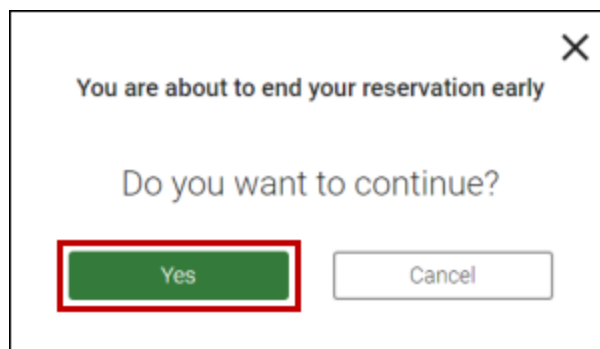 You are about to end your reservation early
Do you want to continue?
Yes
Cancel